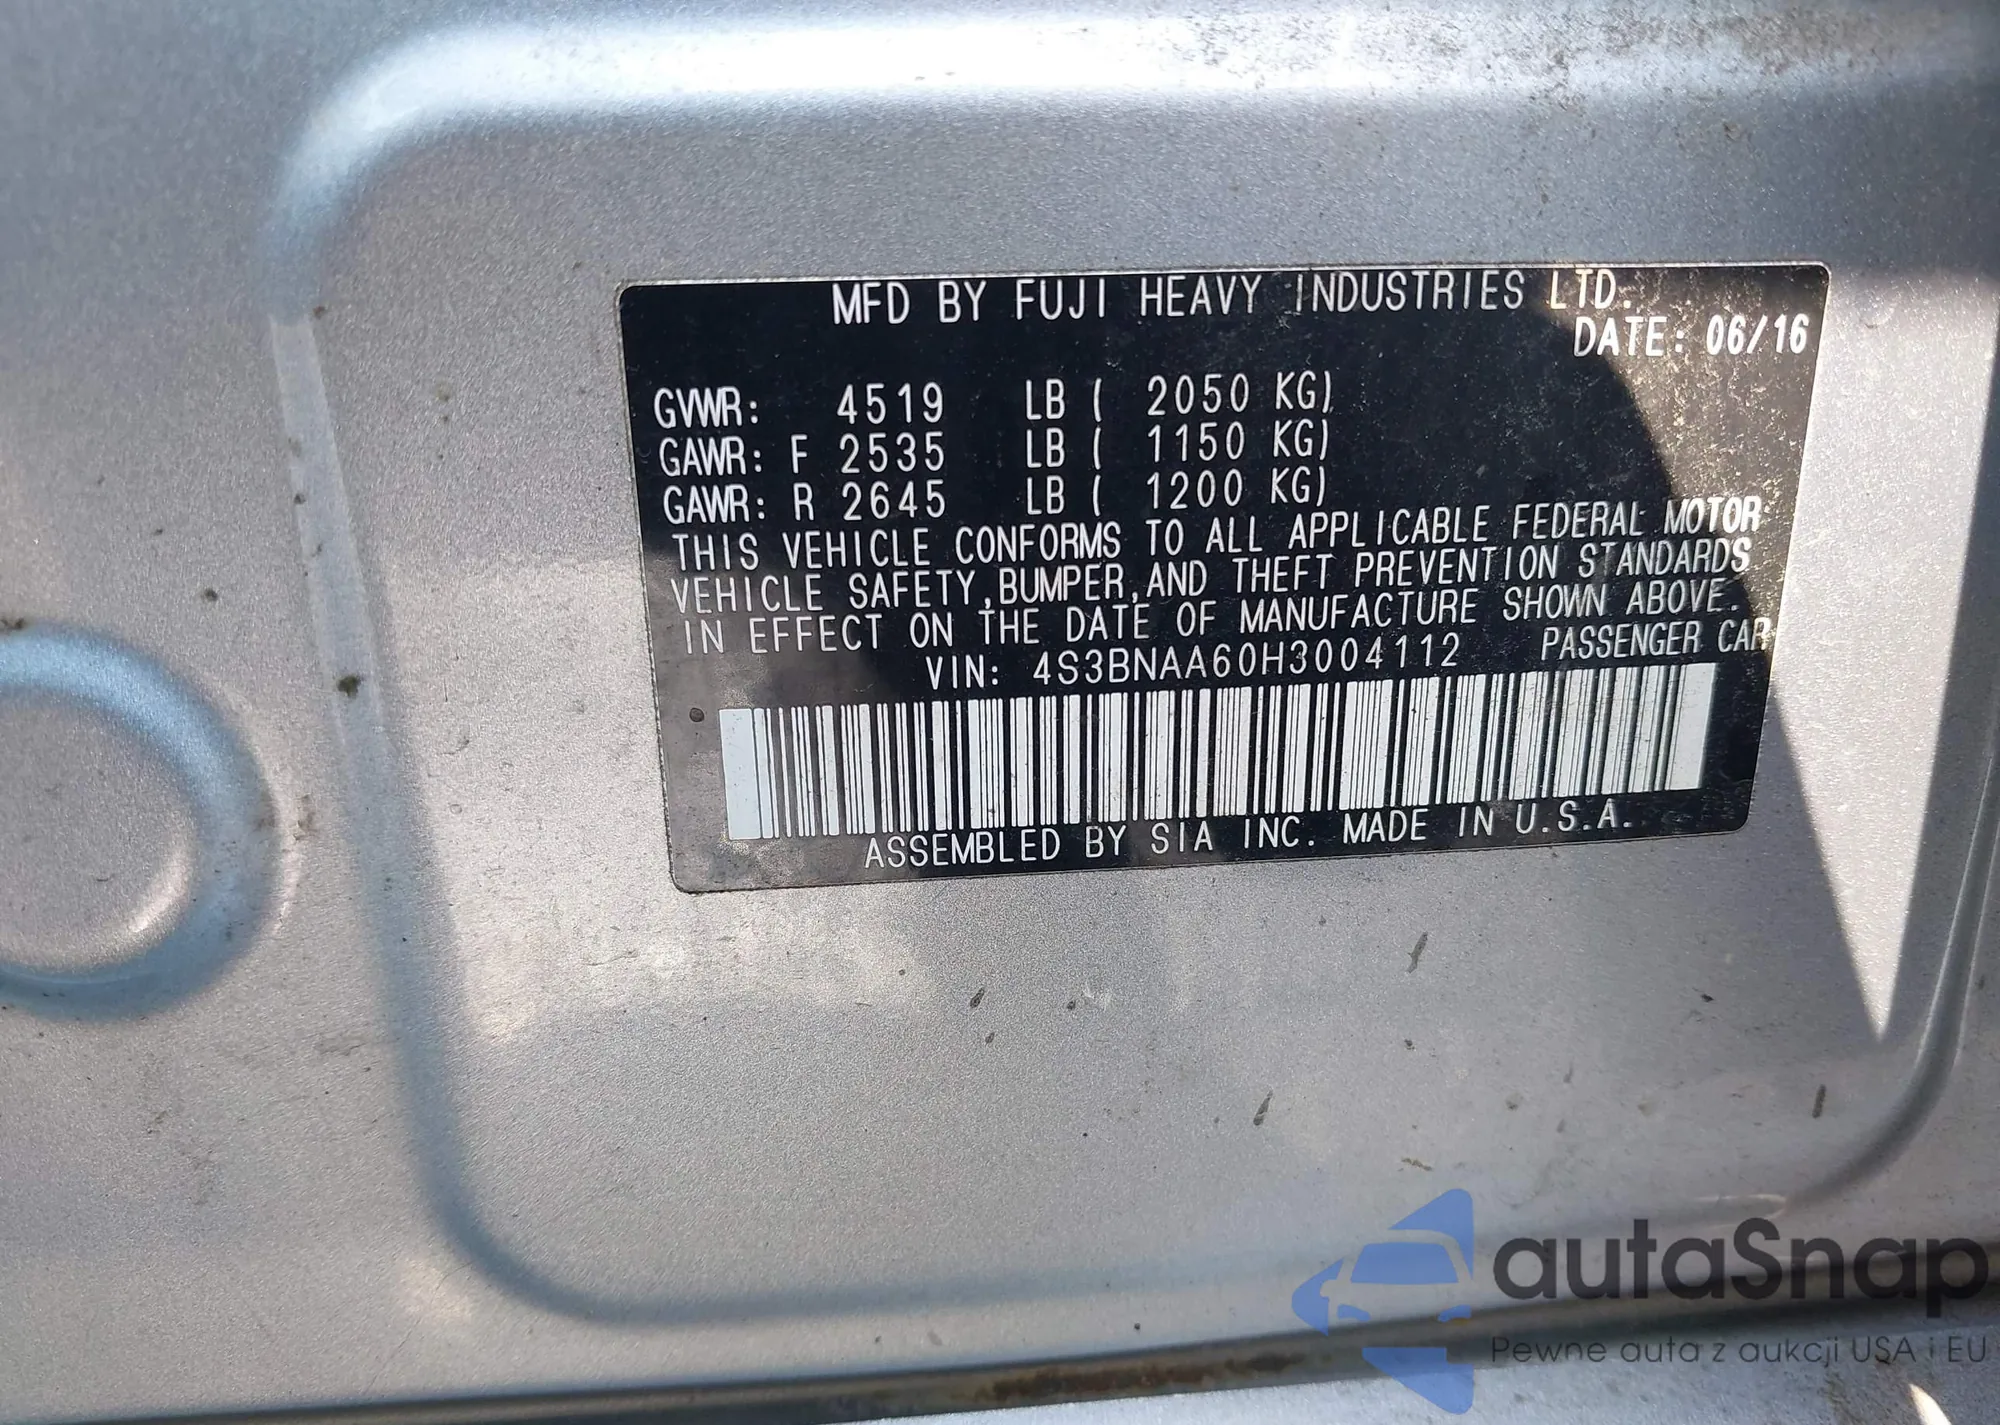 MFD BY FUJI HEAVY INDUSTRIES LTD.
DATE: 06/16
GVWR: 4519 LB ( 2050 KG)
GAWR: F 2535 LB ( 1150 KG)
GAWR: R 2645 LB ( 1200 KG)
THIS VEHICLE CONFORMS TO ALL APPLICABLE FEDERAL MOTOR
VEHICLE SAFETY,BUMPER,AND THEFT PREVENTION STANDARDS
IN EFFECT ON THE DATE OF MANUFACTURE SHOWN ABOVE.
VIN: 4S3BNAA60H3004112 PASSENGER CAR
ASSEMBLED BY SIA INC. MADE IN U.S.A.
autaSnap
Pewne auta z aukcji USA i EU